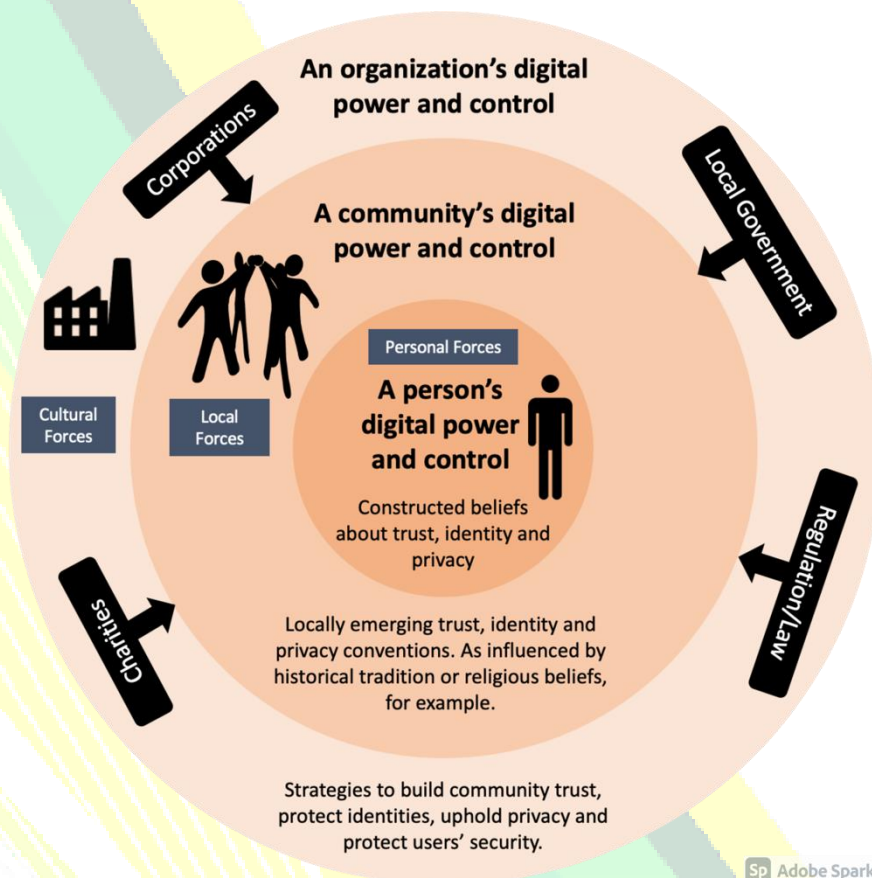 An organization’s digital
power and control
Corporations
Local Government
A community’s digital
power and control
Personal Forces
A person’s
digital power
and control
Cultural
Forces
Local
Forces
Constructed beliefs
about trust, identity and
privacy
Regulation/Law
Charities
Locally emerging trust, identity and
privacy conventions. As influenced by
historical tradition or religious beliefs,
for example.
Strategies to build community trust,
protect identities, uphold privacy and
protect users’ security.
Sp Adobe Spark